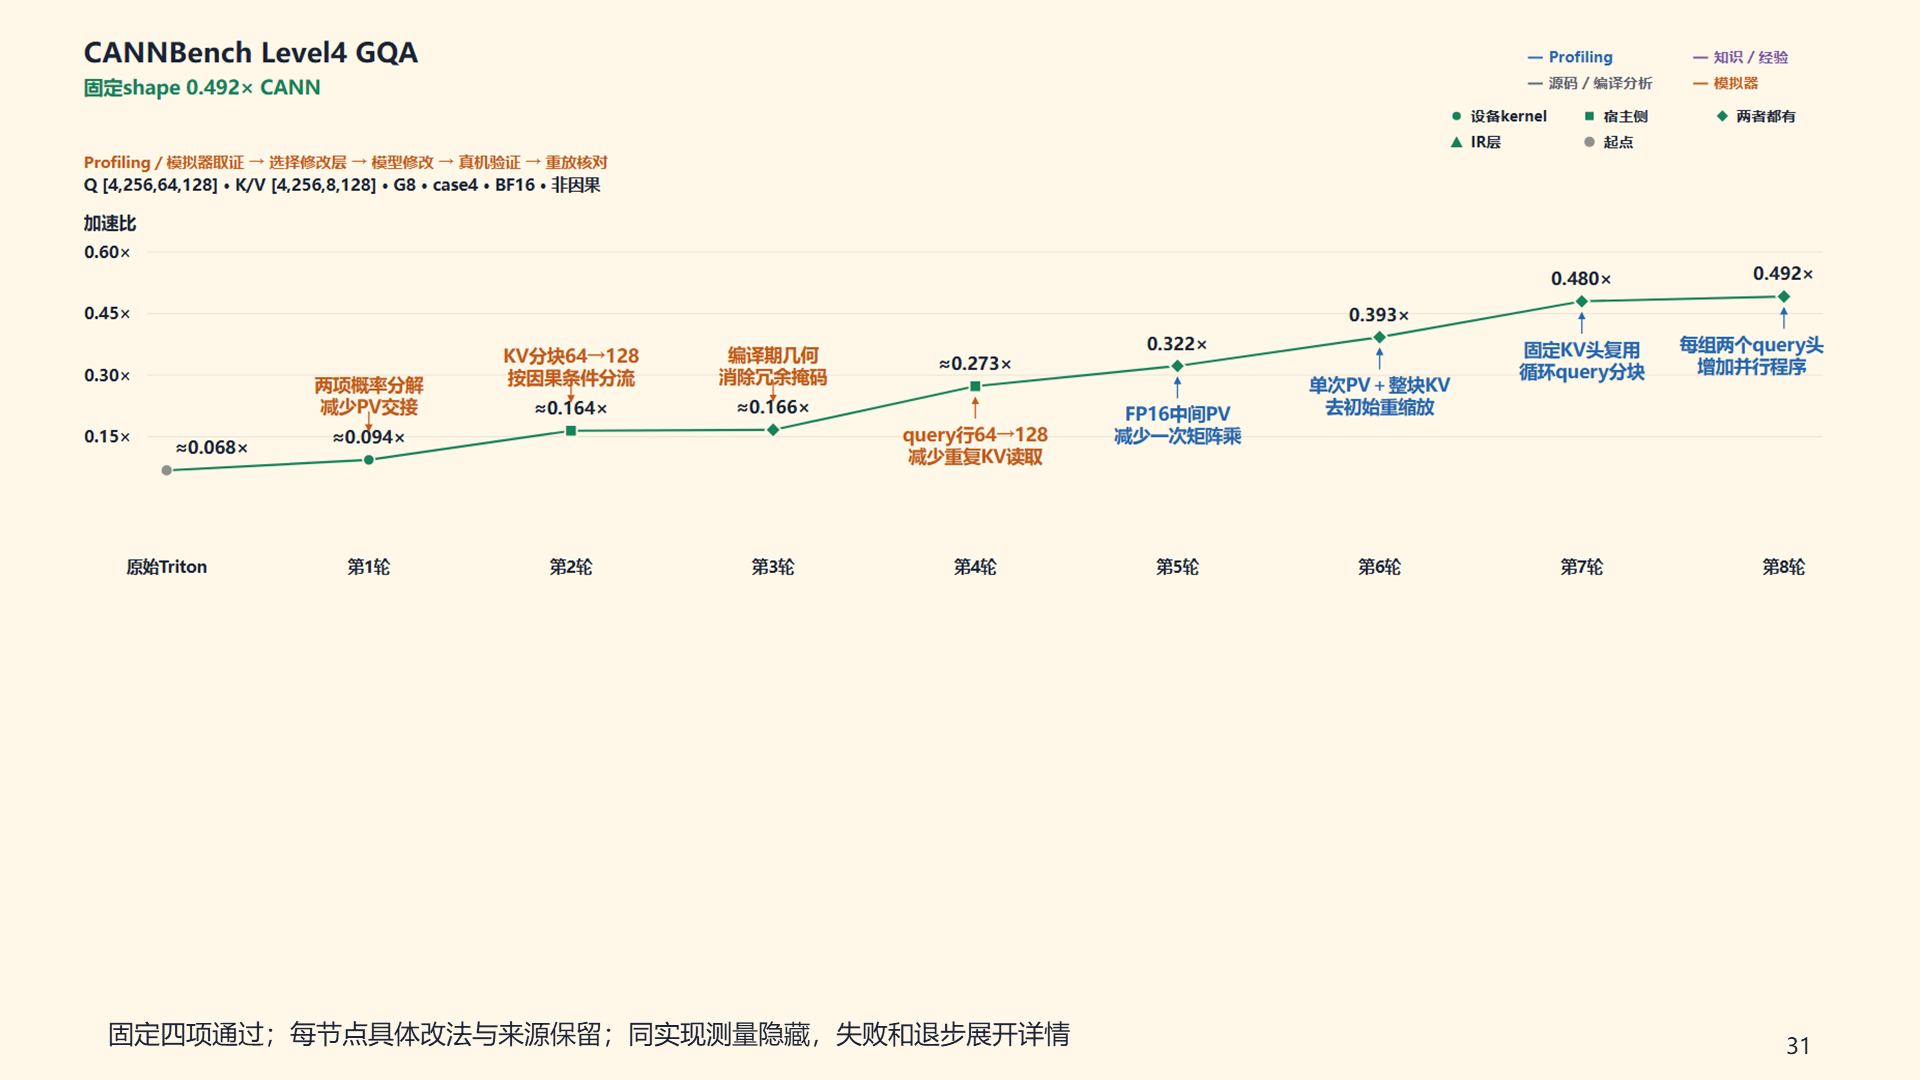 CANNBench Level4 GQA
固定shape 0.492× CANN
Profiling
知识 / 经验
源码 / 编译分析
模拟器
设备kernel
宿主侧
两者都有
IR层
起点
Profiling / 模拟器取证 → 选择修改层 → 模型修改 → 真机验证 → 重放核对
Q [4,256,64,128] • K/V [4,256,8,128] • G8 • case4 • BF16 • 非因果
加速比
0.60×
0.45×
0.30×
0.15×
≈0.068×
两项概率分解
减少PV交接
≈0.094×
KV分块64→128
按因果条件分流
≈0.164×
编译期几何
消除冗余掩码
≈0.166×
≈0.273×
query行64→128
减少重复KV读取
0.322×
FP16中间PV
减少一次矩阵乘
0.393×
单次PV + 整块KV
去初始重缩放
0.480×
固定KV头复用
循环query分块
0.492×
每组两个query头
增加并行程序
原始Triton
第1轮
第2轮
第3轮
第4轮
第5轮
第6轮
第7轮
第8轮
固定四项通过；每节点具体改法与来源保留；同实现测量隐藏，失败和退步展开详情
31